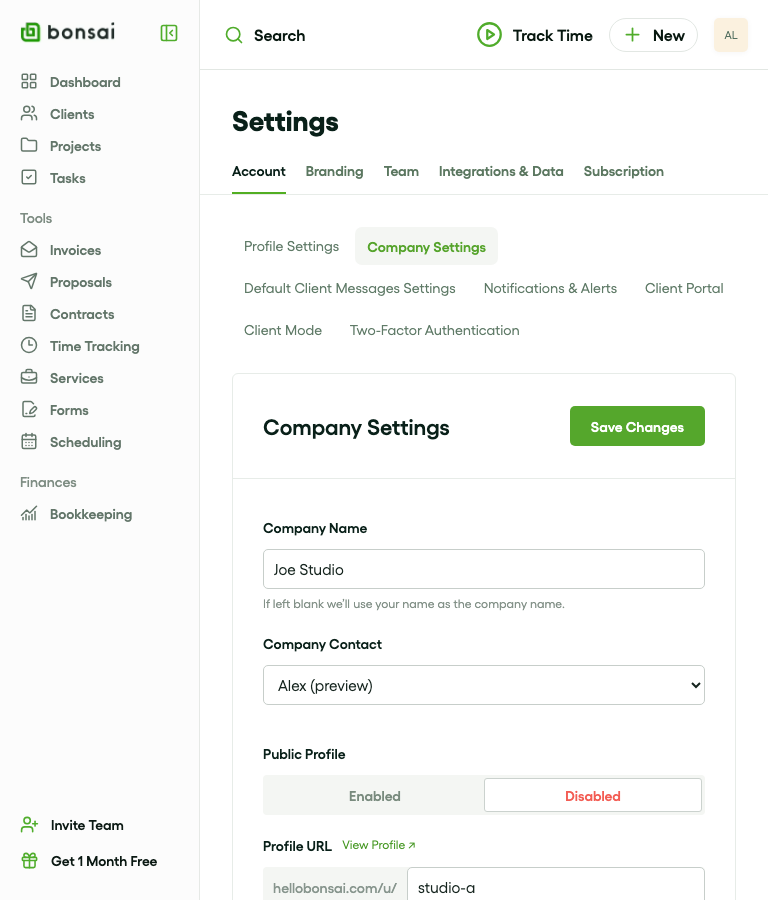 bonsai
Search
Track Time
New
AL
Dashboard
Clients
Projects
Tasks
Tools
Invoices
Proposals
Contracts
Time Tracking
Services
Forms
Scheduling
Finances
Bookkeeping
Invite Team
Get 1 Month Free
Settings
Account Branding Team Integrations & Data Subscription
Profile Settings Company Settings
Default Client Messages Settings Notifications & Alerts Client Portal
Client Mode Two-Factor Authentication
Company Settings
Save Changes
Company Name
Joe Studio
If left blank we'll use your name as the company name.
Company Contact
Alex (preview)
Public Profile
Enabled Disabled
Profile URL View Profile ↗
hellobonsai.com/u/ studio-a